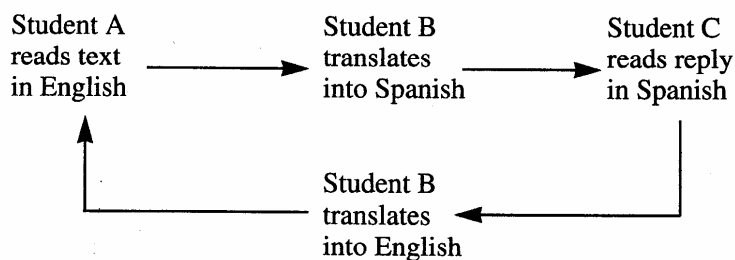 Student A
reads text
in English
Student B
translates
into Spanish
Student C
reads reply
in Spanish
Student B
translates
into English